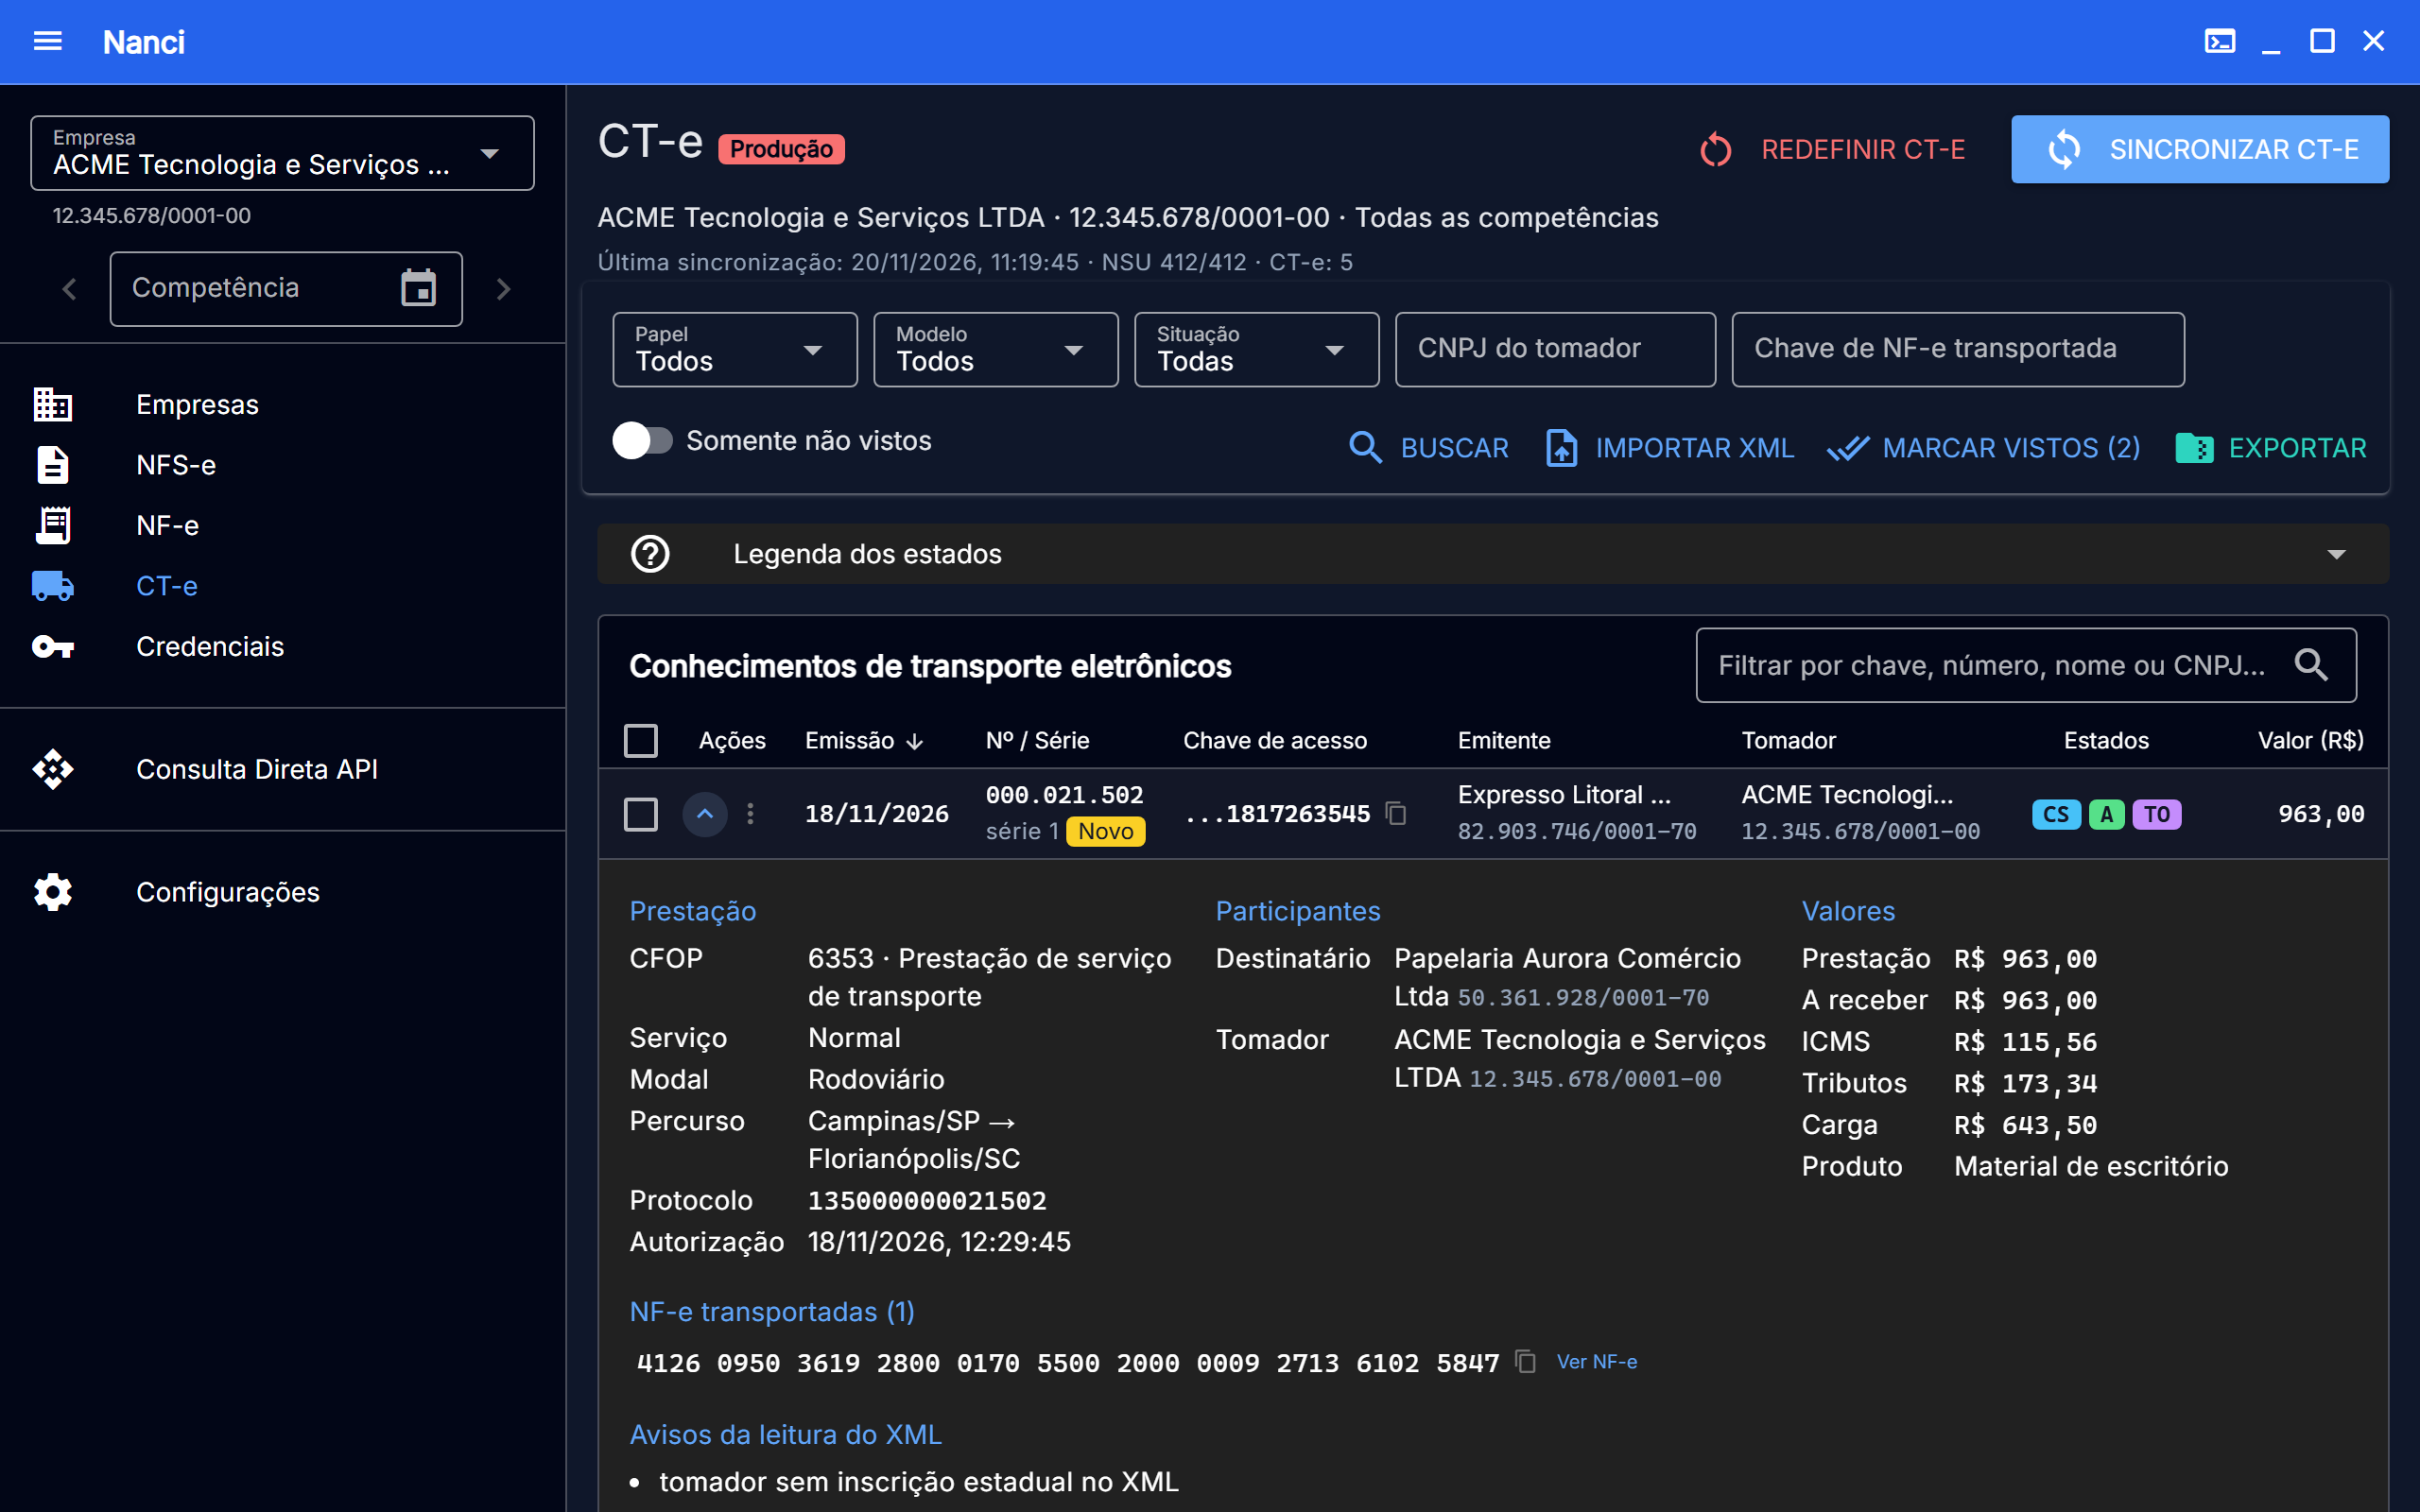 Nanci
Empresa
ACME Tecnologia e Serviços ...
12.345.678/0001-00
Competência
Empresas
NFS-e
NF-e
CT-e
Credenciais
Consulta Direta API
Configurações
CT-e Produção
REDEFINIR CT-E
SINCRONIZAR CT-E
ACME Tecnologia e Serviços LTDA · 12.345.678/0001-00 · Todas as competências
Última sincronização: 20/11/2026, 11:19:45 · NSU 412/412 · CT-e: 5
Papel
Todos
Modelo
Todos
Situação
Todas
CNPJ do tomador
Chave de NF-e transportada
Somente não vistos
BUSCAR
IMPORTAR XML
MARCAR VISTOS (2)
EXPORTAR
Legenda dos estados
Conhecimentos de transporte eletrônicos
Filtrar por chave, número, nome ou CNPJ...
Ações Emissão Nº / Série Chave de acesso Emitente Tomador Estados Valor (R$)
18/11/2026
000.021.502
série 1 Novo
...1817263545
Expresso Litoral ...
82.903.746/0001-70
ACME Tecnologi...
12.345.678/0001-00
CS A TO
963,00
Prestação
CFOP 6353 · Prestação de serviço
de transporte
Serviço Normal
Modal Rodoviário
Percurso Campinas/SP →
Florianópolis/SC
Protocolo 135000000021502
Autorização 18/11/2026, 12:29:45
Participantes
Destinatário Papelaria Aurora Comércio
Ltda 50.361.928/0001-70
Tomador ACME Tecnologia e Serviços
LTDA 12.345.678/0001-00
Valores
Prestação R$ 963,00
A receber R$ 963,00
ICMS R$ 115,56
Tributos R$ 173,34
Carga R$ 643,50
Produto Material de escritório
NF-e transportadas (1)
4126 0950 3619 2800 0170 5500 2000 0009 2713 6102 5847 Ver NF-e
Avisos da leitura do XML
• tomador sem inscrição estadual no XML